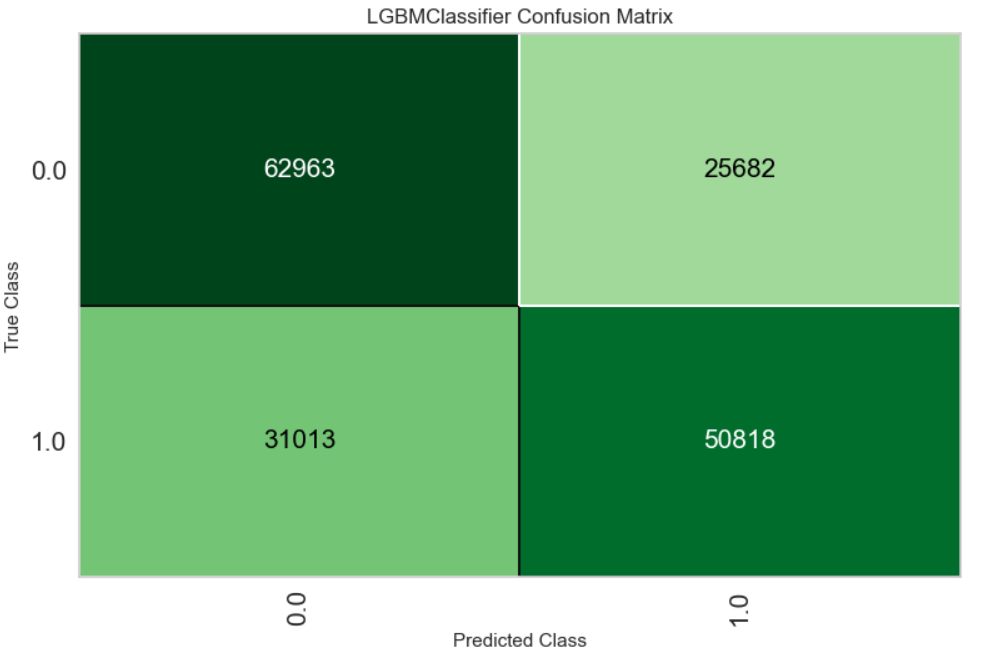 LGBMClassifier Confusion Matrix
0.0
62963
25682
True Class
1.0
31013
50818
0.0
1.0
Predicted Class